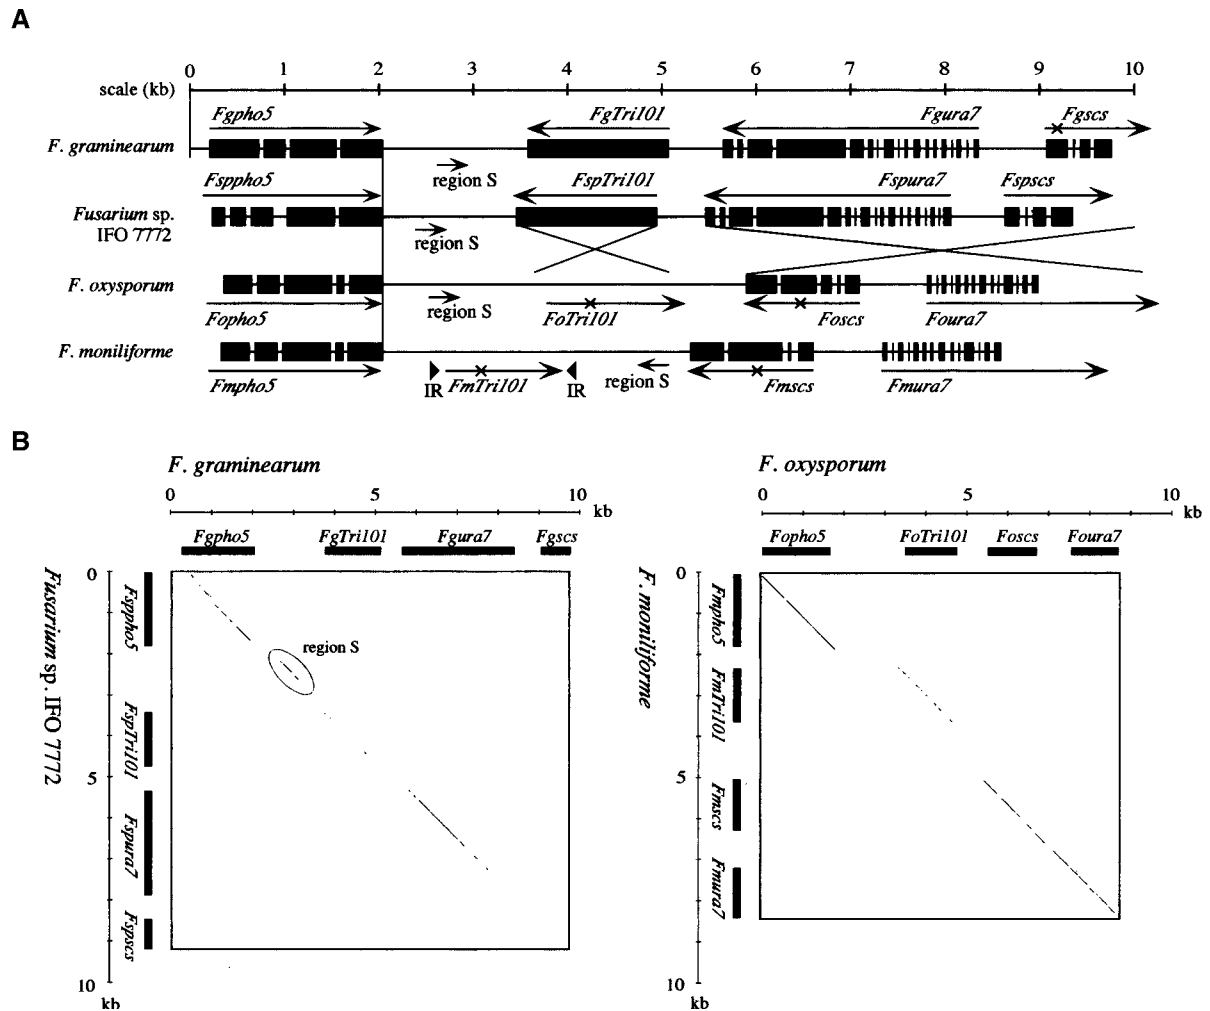 A
0 1 2 3 4 5 6 7 8 9 10
scale (kb)
Fgpho5 FgTri101 Fgura7 Fgscs
F. graminearum
region S
Fsppho5 FspTri101 Fspura7 Fspscs
Fusarium sp.
IFO 7772
region S
F. oxysporum
region S
Fopho5 FoTri101 Foscs Foura7
F. moniliforme
region S
Fmpho5 IR FmTri101 IR Fmscs Fmura7
B
F. graminearum
0 5 10
kb
Fgpho5 FgTri101 Fgura7 Fgscs
Fusarium sp. IFO 7772
0
5
10
kb
Fsppho5
FspTri101
Fspura7
Fspscs
region S
F. oxysporum
0 5 10
kb
Fopho5 FoTri101 Foscs Foura7
F. moniliforme
0
5
10
kb
Fmpho5
FmTri101
Fmscs
Fmura7